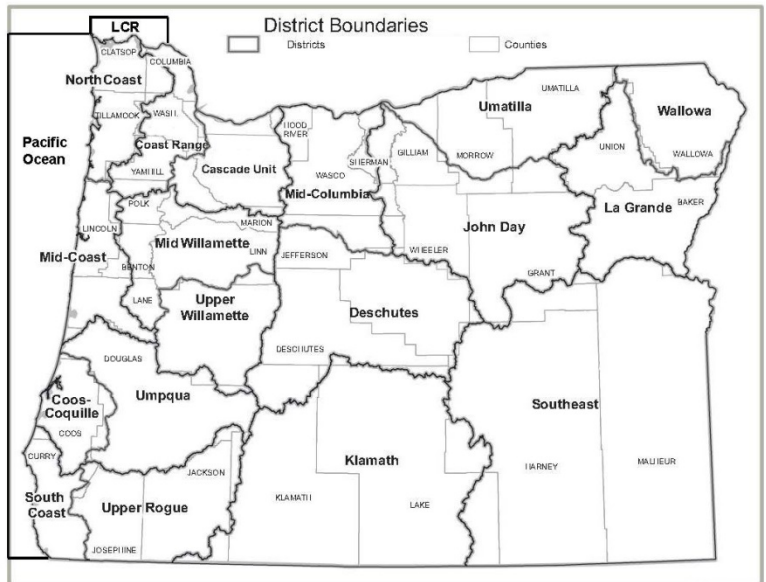 LCR
District Boundaries
Districts
Counties
CLATSOP
COLUMBIA
North Coast
UMATILLA
Umatilla
Wallowa
TILLAMOOK
WASH.
HOOD
RIVER
Pacific
Ocean
Coast Range
SHERMAN
GILLIAM
MORROW
UNION
WALLOWA
YAMHILL
Cascade Unit
WASCO
Mid-Columbia
POLK
BAKER
La Grande
LINCOLN
MARION
John Day
Mid-Coast
Mid Willamette
LINN
JEFFERSON
WHEELER
BENTON
GRANT
LANE
Upper
Willamette
Deschutes
DOUGLAS
DESCHUTES
Umpqua
Coos-
Coquille
COOS
Southeast
CURRY
Klamath
JACKSON
HARNEY
MALHEUR
South
Coast
Upper Rogue
KLAMATH
LAKE
JOSEPHINE